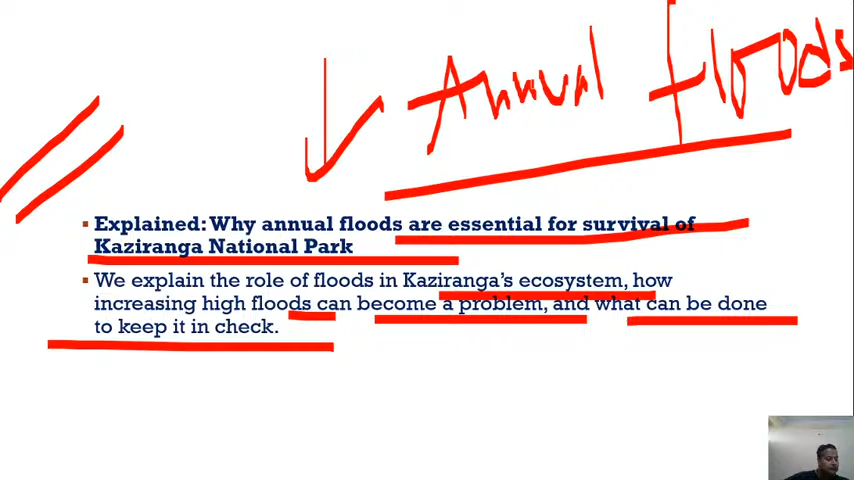 Annual floods
Explained: Why annual floods are essential for survival of
Kaziranga National Park
We explain the role of floods in Kaziranga's ecosystem, how
increasing high floods can become a problem, and what can be done
to keep it in check.